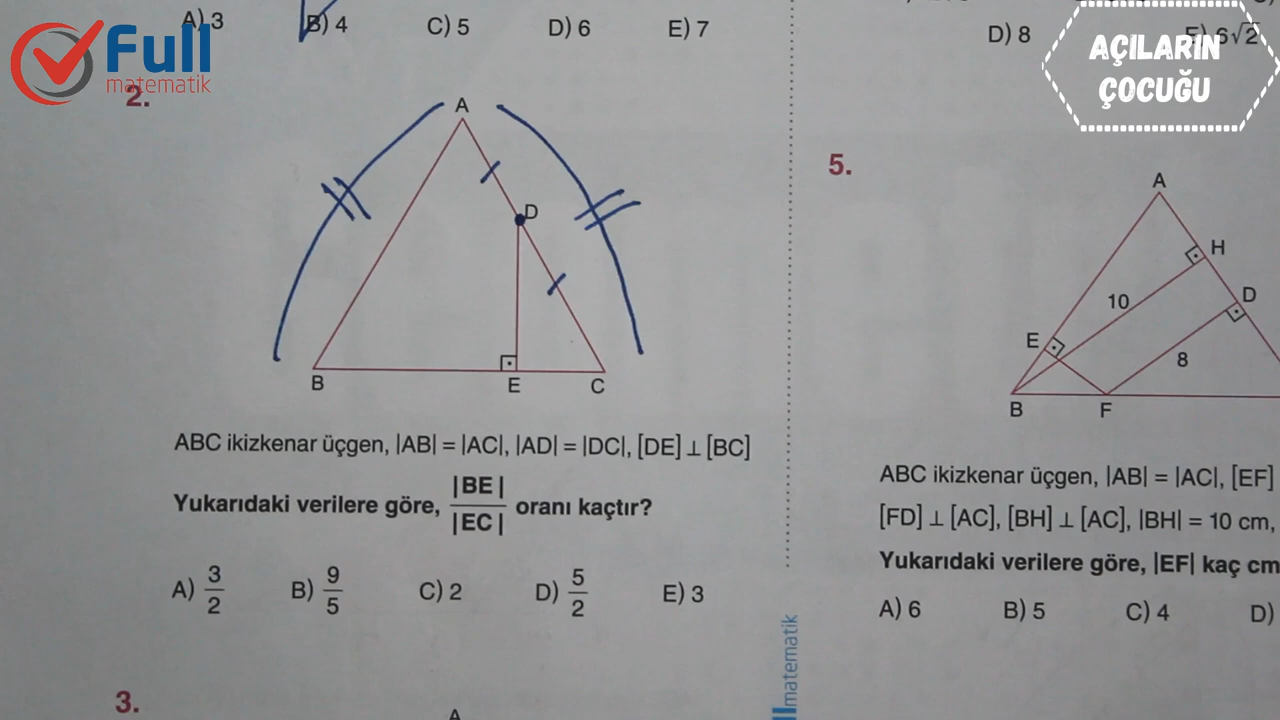 A) 3 B) 4 C) 5 D) 6 E) 7
Full
matematik
2.
A
D
B E C
ABC ikizkenar üçgen, |AB| = |AC|, |AD| = |DC|, [DE] ⊥ [BC]
Yukarıdaki verilere göre, |BE| / |EC| oranı kaçtır?
A) 3/2 B) 9/5 C) 2 D) 5/2 E) 3
3.
A
matematik
D) 8 E) 6√2
AÇILARIN
ÇOCUĞU
5.
A
H
10
D
E
8
B F
ABC ikizkenar üçgen, |AB| = |AC|, [EF]
[FD] ⊥ [AC], [BH] ⊥ [AC], |BH| = 10 cm,
Yukarıdaki verilere göre, |EF| kaç cm
A) 6 B) 5 C) 4 D)